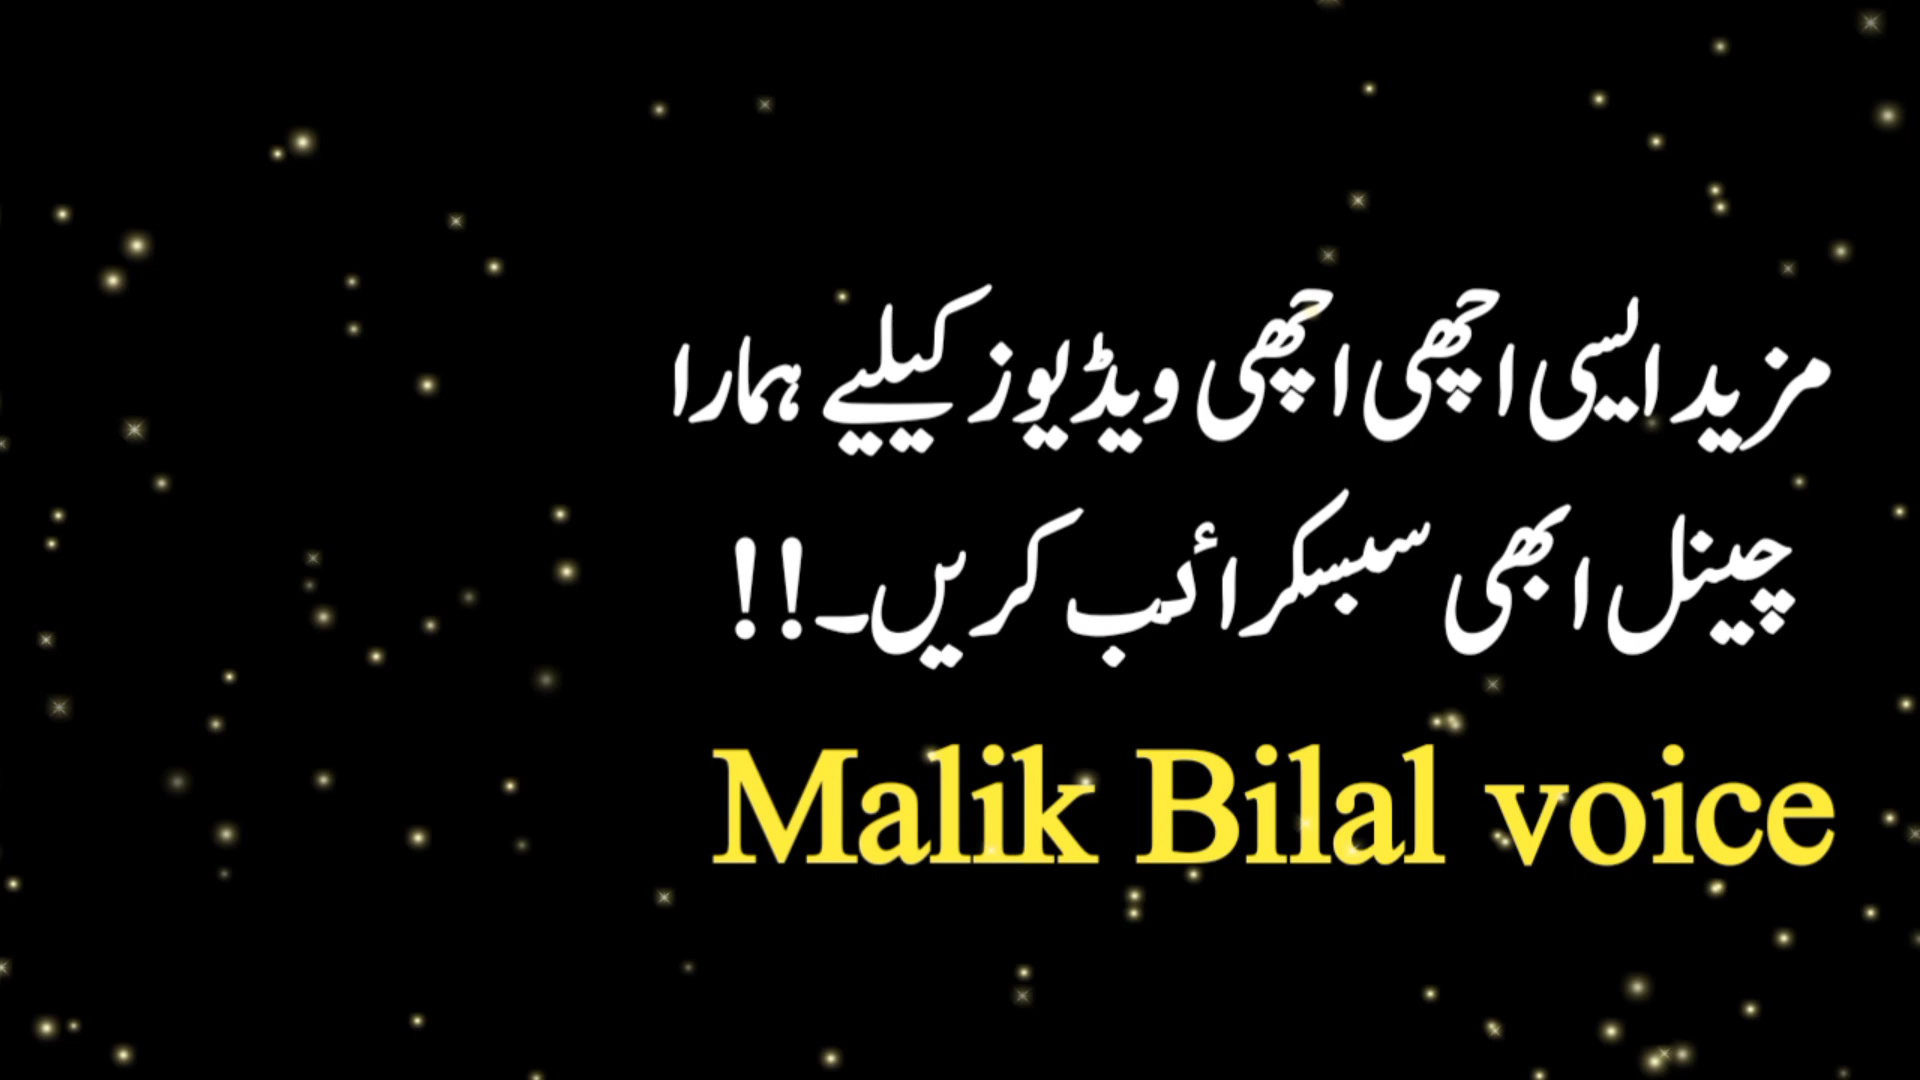 مزید ایسی اچھی اچھی ویڈیوز کیلیے ہمارا
چینل ابھی سبسکرائب کریں۔!!
Malik Bilal voice